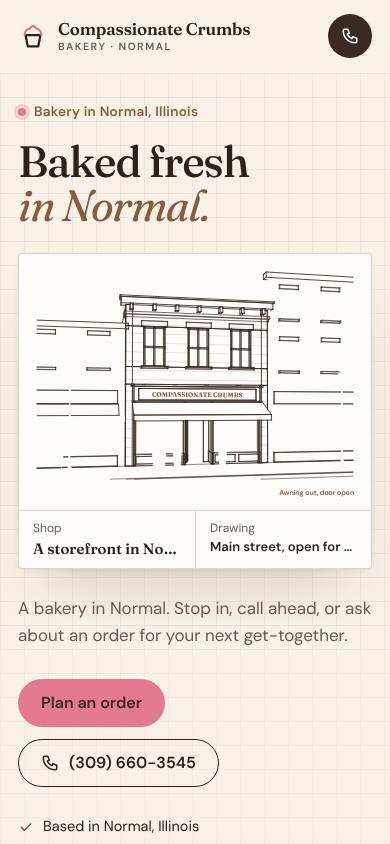 Compassionate Crumbs
BAKERY · NORMAL
Bakery in Normal, Illinois
Baked fresh
in Normal.
COMPASSIONATE CRUMBS
Awning out, door open
Shop
A storefront in No...
Drawing
Main street, open for ...
A bakery in Normal. Stop in, call ahead, or ask
about an order for your next get-together.
Plan an order
(309) 660-3545
Based in Normal, Illinois